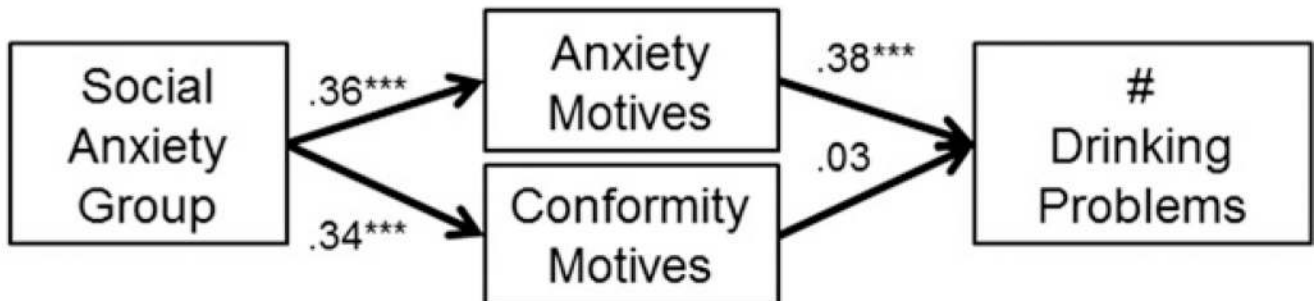 Social
Anxiety
Group
.36***
.34***
Anxiety
Motives
Conformity
Motives
.38***
.03
#
Drinking
Problems